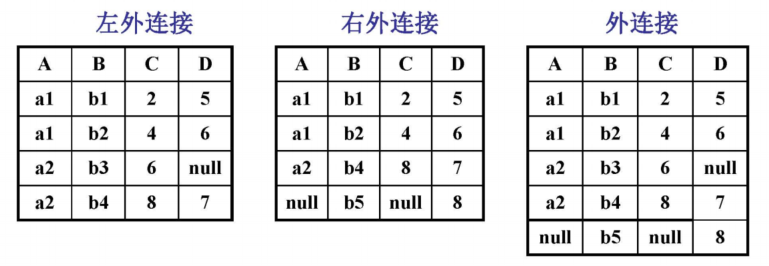 左外连接
A B C D
a1 b1 2 5
a1 b2 4 6
a2 b3 6 null
a2 b4 8 7
右外连接
A B C D
a1 b1 2 5
a1 b2 4 6
a2 b4 8 7
null b5 null 8
外连接
A B C D
a1 b1 2 5
a1 b2 4 6
a2 b3 6 null
a2 b4 8 7
null b5 null 8